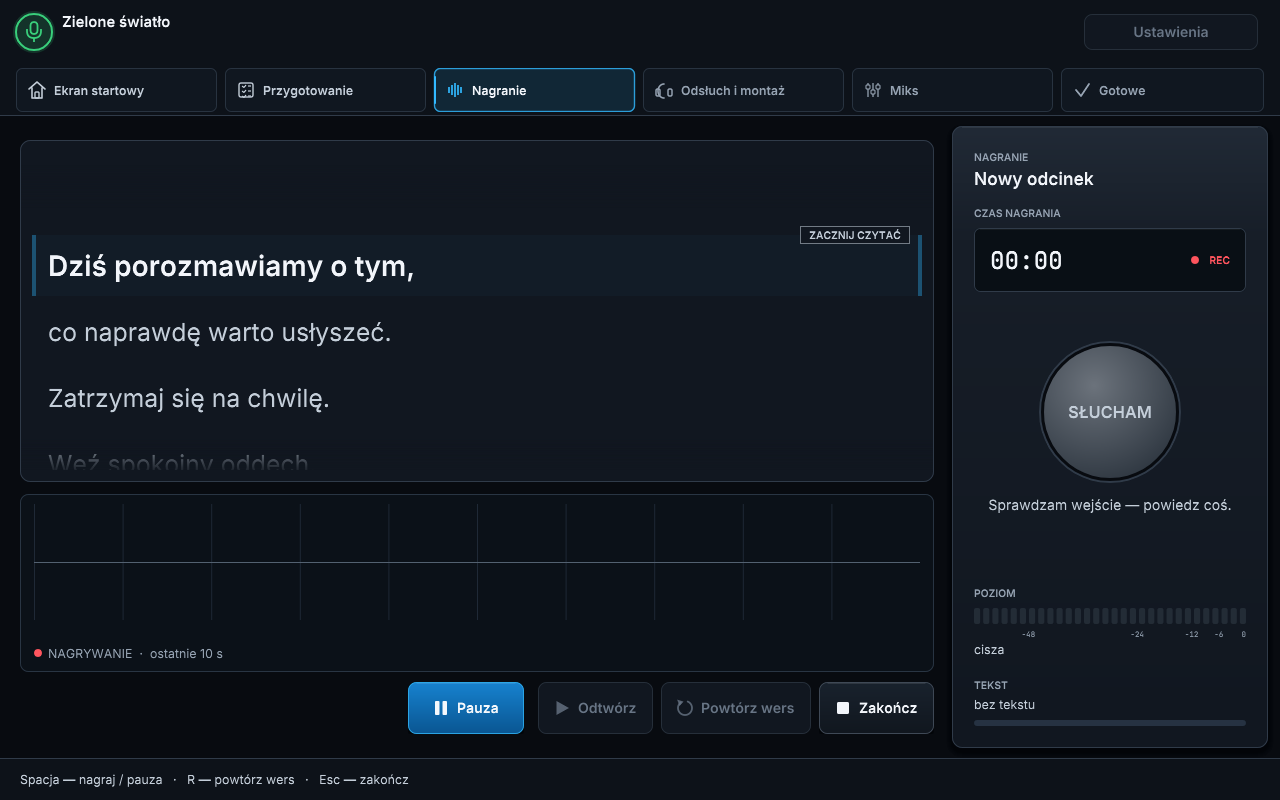 Zielone światło
Ustawienia
Ekran startowy
Przygotowanie
Nagranie
Odsłuch i montaż
Miks
Gotowe
ZACZNIJ CZYTAĆ
Dziś porozmawiamy o tym,
co naprawdę warto usłyszeć.
Zatrzymaj się na chwilę.
Weź spokojny oddech
NAGRYWANIE · ostatnie 10 s
Pauza
Odtwórz
Powtórz wers
Zakończ
NAGRANIE
Nowy odcinek
CZAS NAGRANIA
00:00
REC
SŁUCHAM
Sprawdzam wejście — powiedz coś.
POZIOM
-48 -24 -12 -6 0
cisza
TEKST
bez tekstu
Spacja — nagraj / pauza · R — powtórz wers · Esc — zakończ